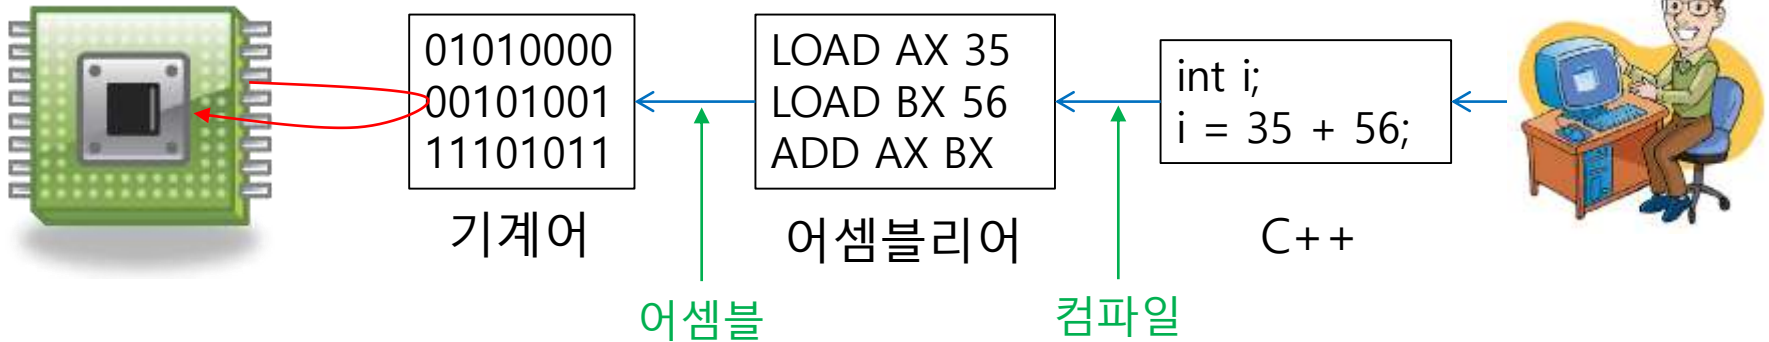 01010000
00101001
11101011
기계어
어셈블
LOAD AX 35
LOAD BX 56
ADD AX BX
어셈블리어
컴파일
int i;
i = 35 + 56;
C++